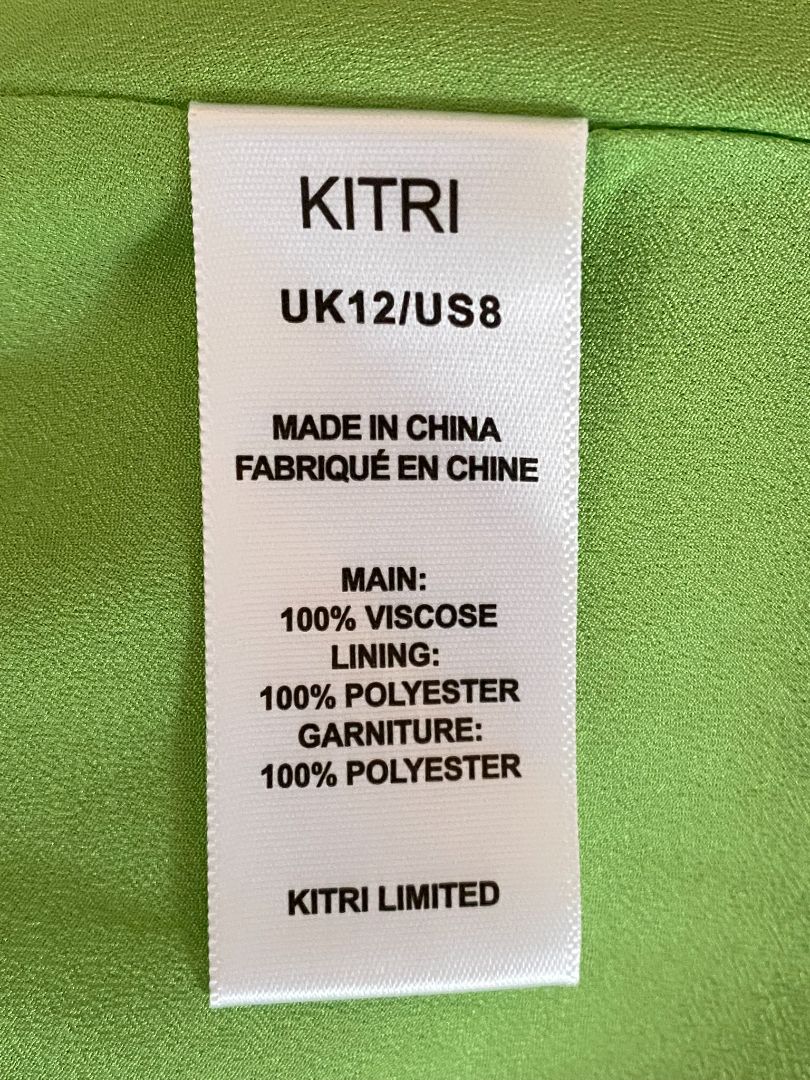 KITRI
UK12/US8
MADE IN CHINA
FABRIQUÉ EN CHINE
MAIN:
100% VISCOSE
LINING:
100% POLYESTER
GARNITURE:
100% POLYESTER
KITRI LIMITED